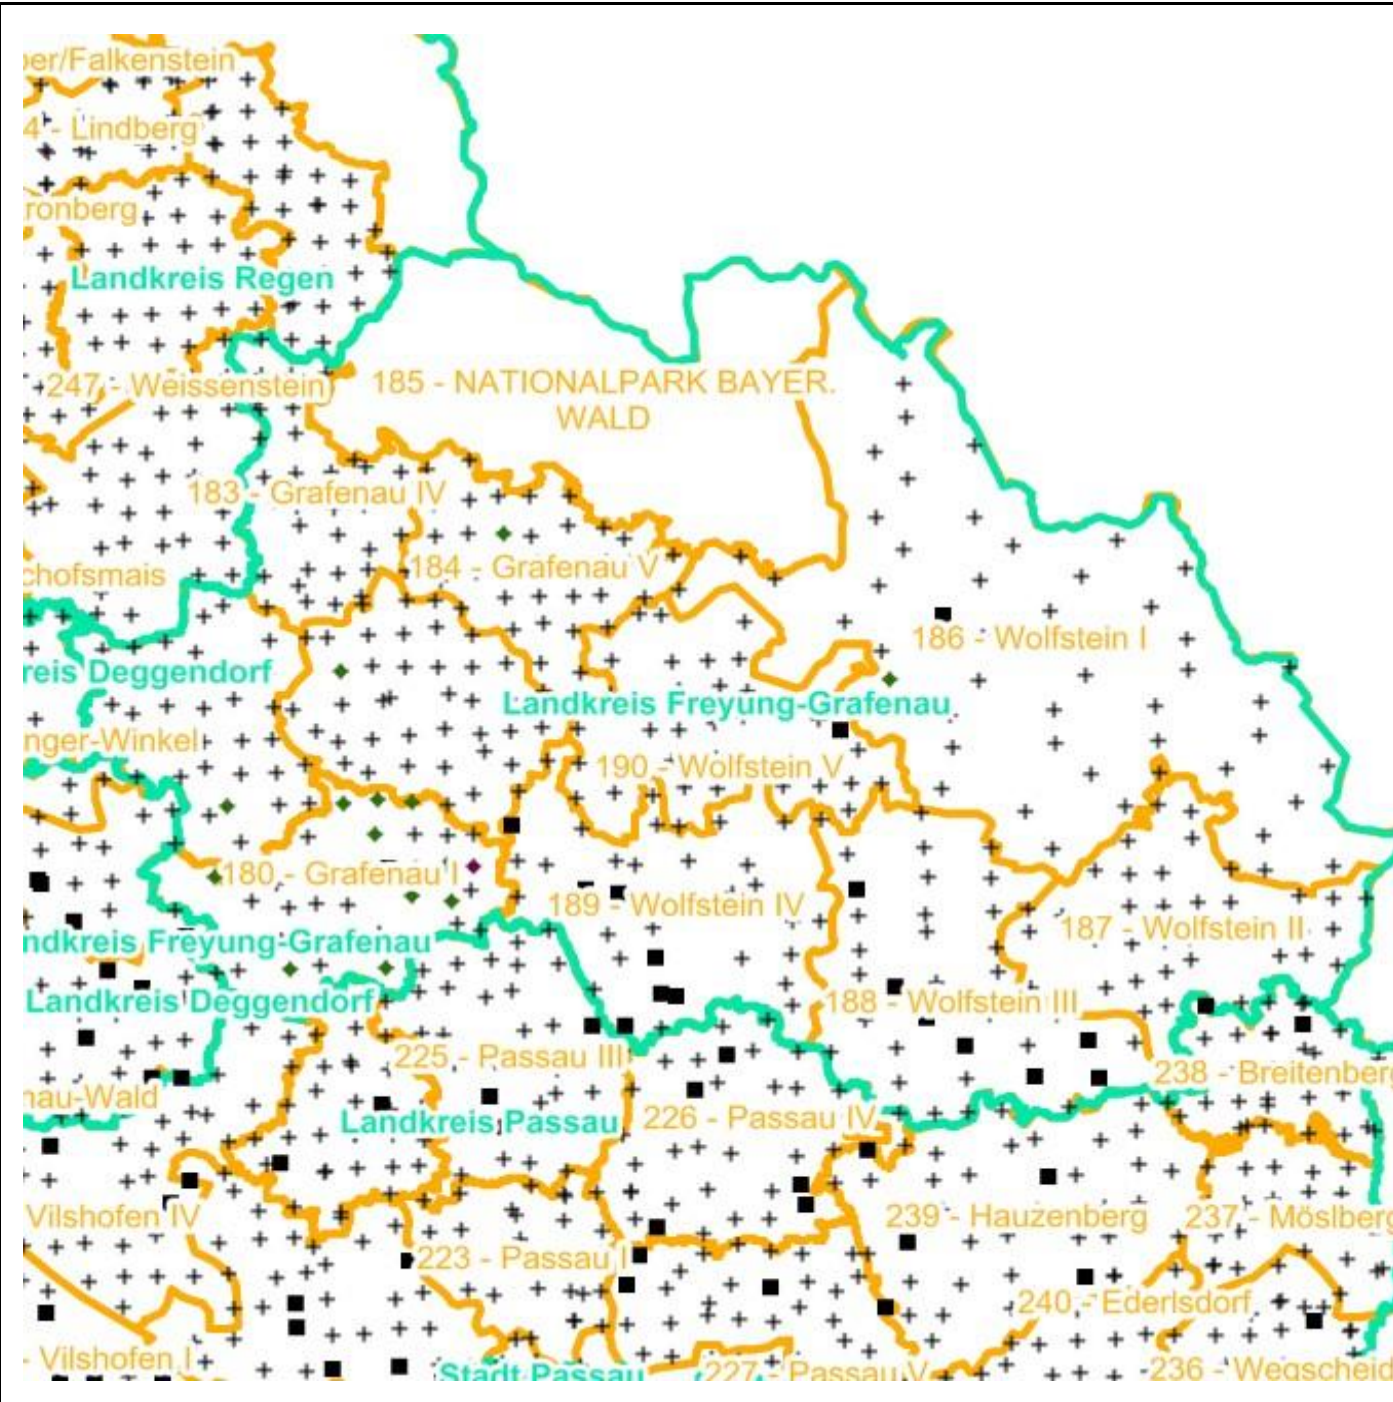 er/Falkenstein
4 - Lindberg
ronberg
Landkreis Regen
247 - Weissenstein
185 - NATIONALPARK BAYER.
WALD
183 - Grafenau IV
184 - Grafenau V
chofsmais
186 - Wolfstein I
reis Deggendorf
Landkreis Freyung-Grafenau
nger-Winkel
190 - Wolfstein V
180 - Grafenau I
189 - Wolfstein IV
187 - Wolfstein II
ndkreis Freyung-Grafenau
Landkreis Deggendorf
188 - Wolfstein III
225 - Passau III
238 - Breitenberg
nau-Wald
Landkreis Passau
226 - Passau IV
Vilshofen IV
239 - Hauzenberg
237 - Möslberg
223 - Passau I
240 - Ederlsdorf
- Vilshofen I
Stadt Passau
227 - Passau V
236 - Wegscheid